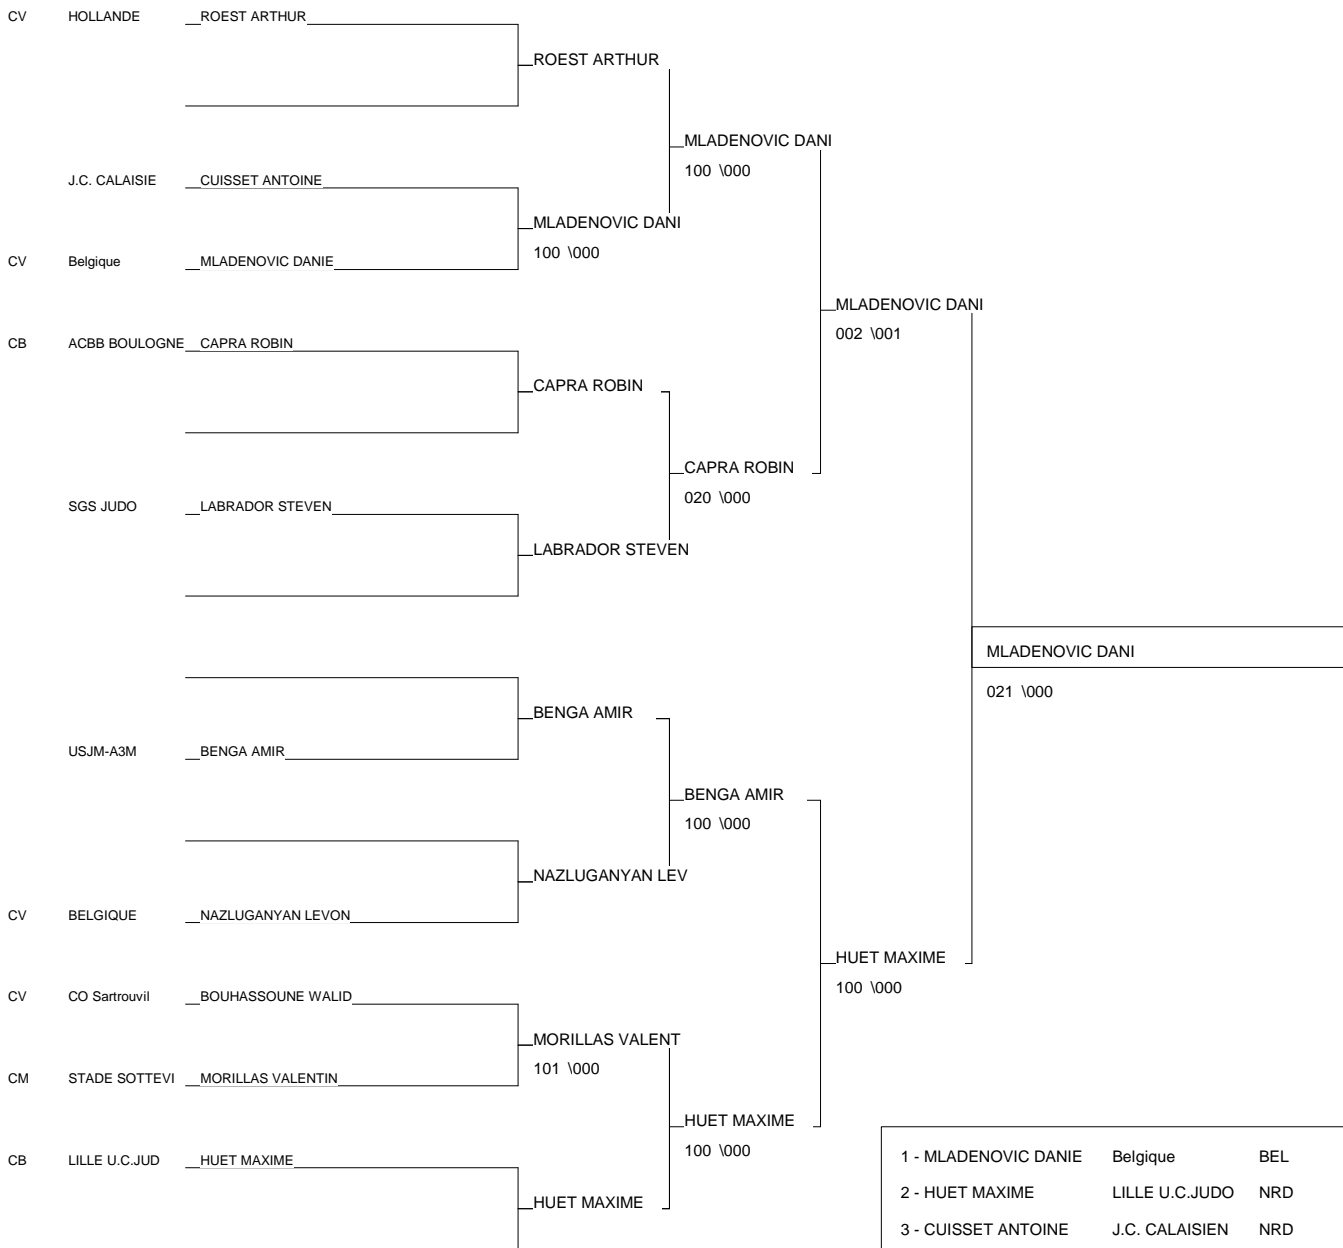 CV HOLLANDE ROEST ARTHUR
ROEST ARTHUR
MLADENOVIC DANI
100 \000
J.C. CALAISIE CUISSET ANTOINE
MLADENOVIC DANI
100 \000
CV Belgique MLADENOVIC DANIE
MLADENOVIC DANI
002 \001
CB ACBB BOULOGNE CAPRA ROBIN
CAPRA ROBIN
CAPRA ROBIN
020 \000
SGS JUDO LABRADOR STEVEN
LABRADOR STEVEN
MLADENOVIC DANI
021 \000
BENGA AMIR
USJM-A3M BENGA AMIR
BENGA AMIR
100 \000
NAZLUGANYAN LEV
CV BELGIQUE NAZLUGANYAN LEVON
HUET MAXIME
100 \000
CV CO Sartrouvil BOUHASSOUNE WALID
MORILLAS VALENT
101 \000
CM STADE SOTTEVI MORILLAS VALENTIN
HUET MAXIME
100 \000
CB LILLE U.C.JUD HUET MAXIME
HUET MAXIME
1 - MLADENOVIC DANIE Belgique BEL
2 - HUET MAXIME LILLE U.C.JUDO NRD
3 - CUISSET ANTOINE J.C. CALAISIEN NRD